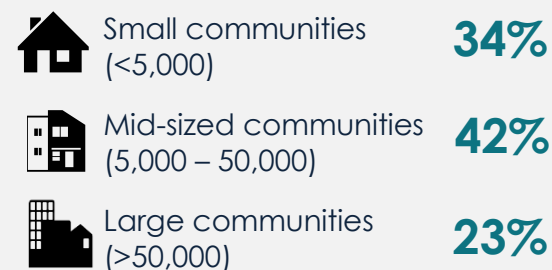 Small communities
(<5,000)
34%
Mid-sized communities
(5,000 – 50,000)
42%
Large communities
(>50,000)
23%